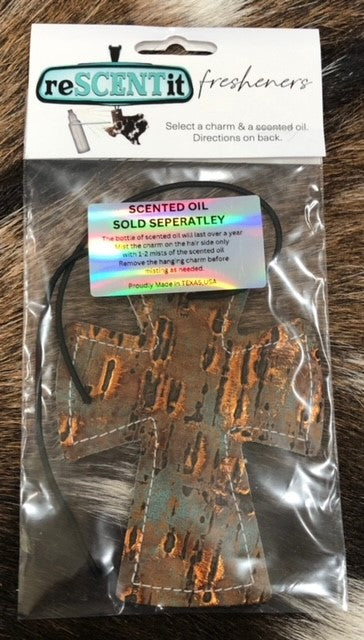 reSCENTit fresheners
Select a charm & a scented oil.
Directions on back.
SCENTED OIL
SOLD SEPERATLEY
The bottle of scented oil will last over a year
Mist the charm on the hair side only
with 1-2 mists of the scented oil
Remove the hanging charm before
misting as needed.
Proudly Made in TEXAS,USA